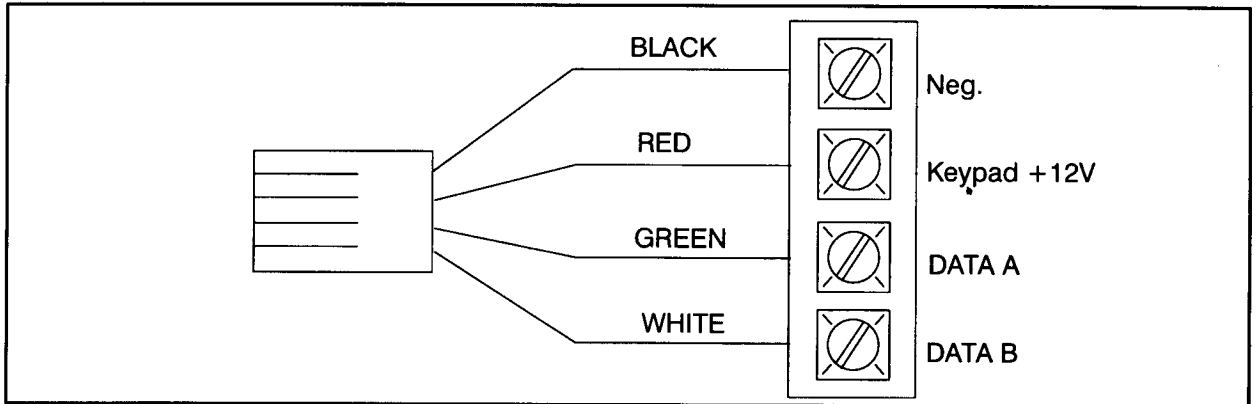 BLACK
Neg.
RED
Keypad +12V
GREEN
DATA A
WHITE
DATA B